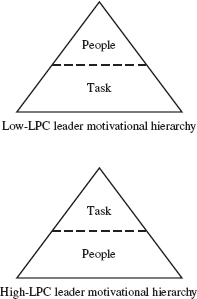 People
Task
Low-LPC leader motivational hierarchy
Task
People
High-LPC leader motivational hierarchy